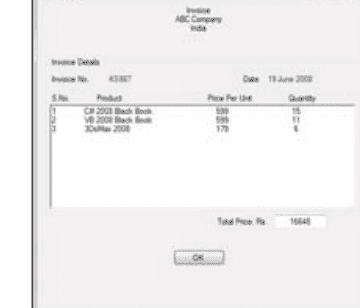 Invoice
ABC Company
India
Invoice Details
Invoice No. Date 19 June 2008
S.No. Product Price Per Unit Quantity
1 C# 2008 Black Book 599 15
2 VB 2008 Black Book 599 11
3 3DsMax 2008 179 6
Total Price: Rs. 16648
OK